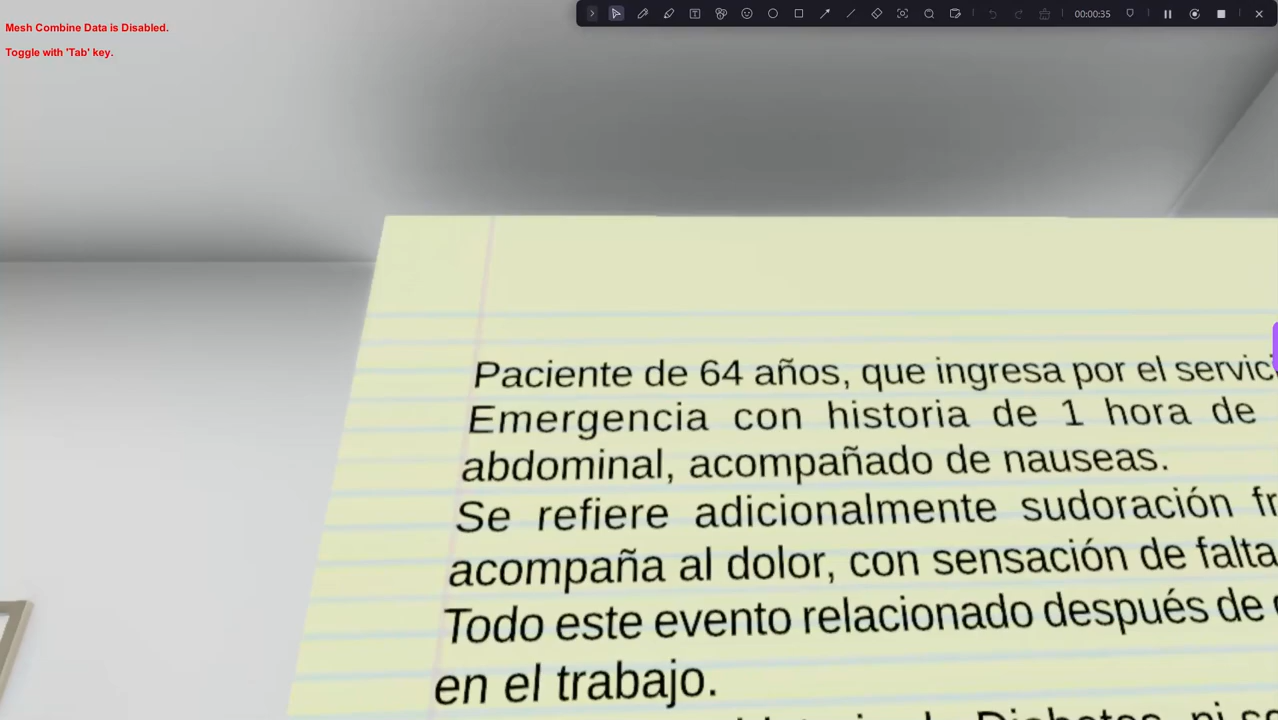 Mesh Combine Data is Disabled.
Toggle with 'Tab' key.
00:00:35
Paciente de 64 años, que ingresa por el
Emergencia con historia de 1 hora de
abdominal, acompañado de nauseas.
Se refiere adicionalmente sudoración
acompaña al dolor, con sensación de falta
Todo este evento relacionado después de
en el trabajo.
Diabetes, ni